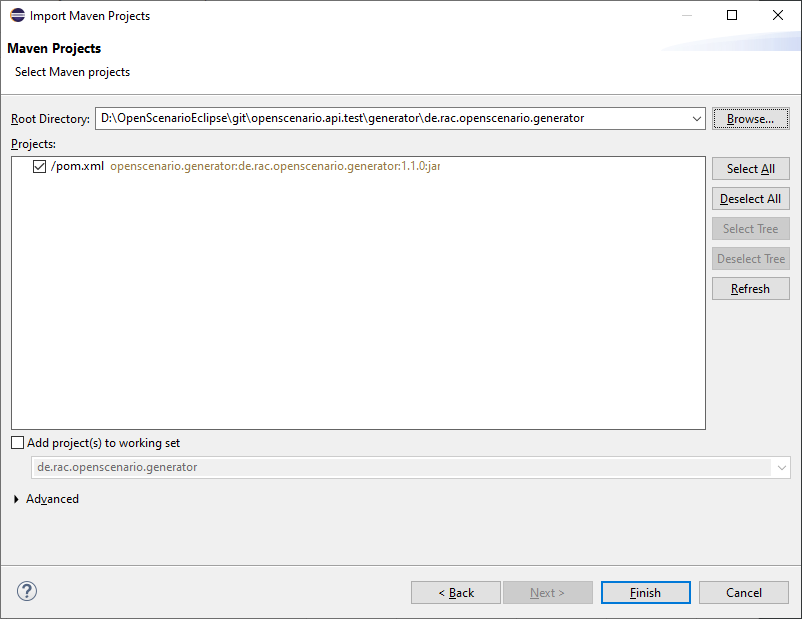 Import Maven Projects
Maven Projects
Select Maven projects
Root Directory: D:\OpenScenarioEclipse\git\openscenario.api.test\generator\de.rac.openscenario.generator Browse...
Projects:
/pom.xml openscenario.generator:de.rac.openscenario.generator:1.1.0:jar
Select All
Deselect All
Select Tree
Deselect Tree
Refresh
Add project(s) to working set
de.rac.openscenario.generator
Advanced
? < Back Next > Finish Cancel